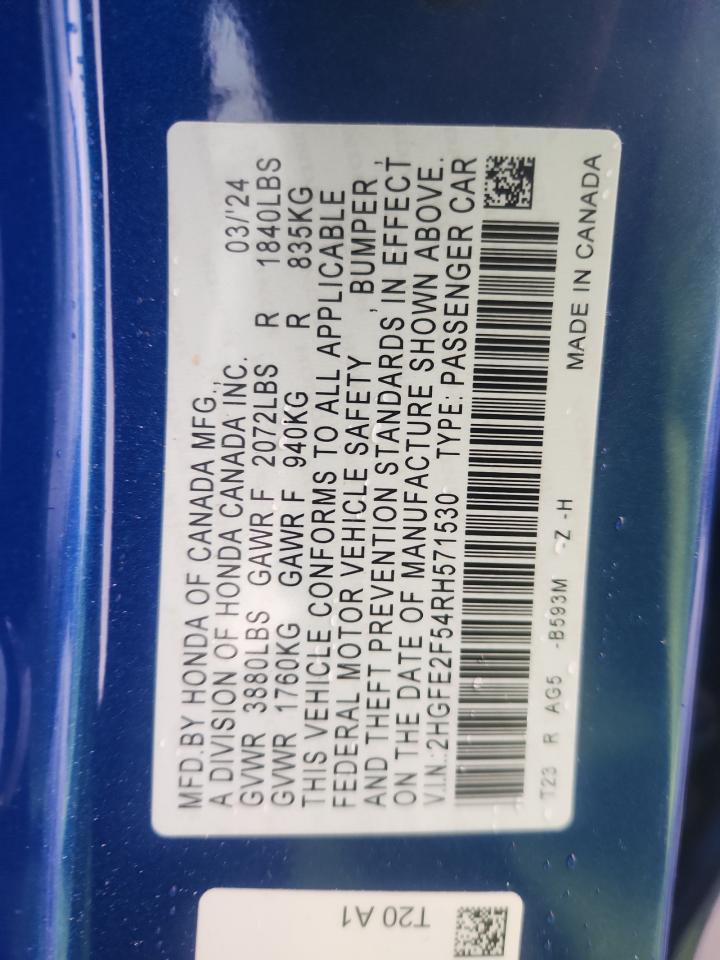 MFD.BY HONDA OF CANADA MFG.,
A DIVISION OF HONDA CANADA INC. 03/'24
GVWR 3880LBS GAWR F 2072LBS R 1840LBS
GVWR 1760KG GAWR F 940KG R 835KG
THIS VEHICLE CONFORMS TO ALL APPLICABLE
FEDERAL MOTOR VEHICLE SAFETY , BUMPER ,
AND THEFT PREVENTION STANDARDS IN EFFECT
ON THE DATE OF MANUFACTURE SHOWN ABOVE.
V.I.N.:2HGFE2F54RH571530 TYPE: PASSENGER CAR
T23 R AG5 -B593M -Z -H MADE IN CANADA
T20 A1